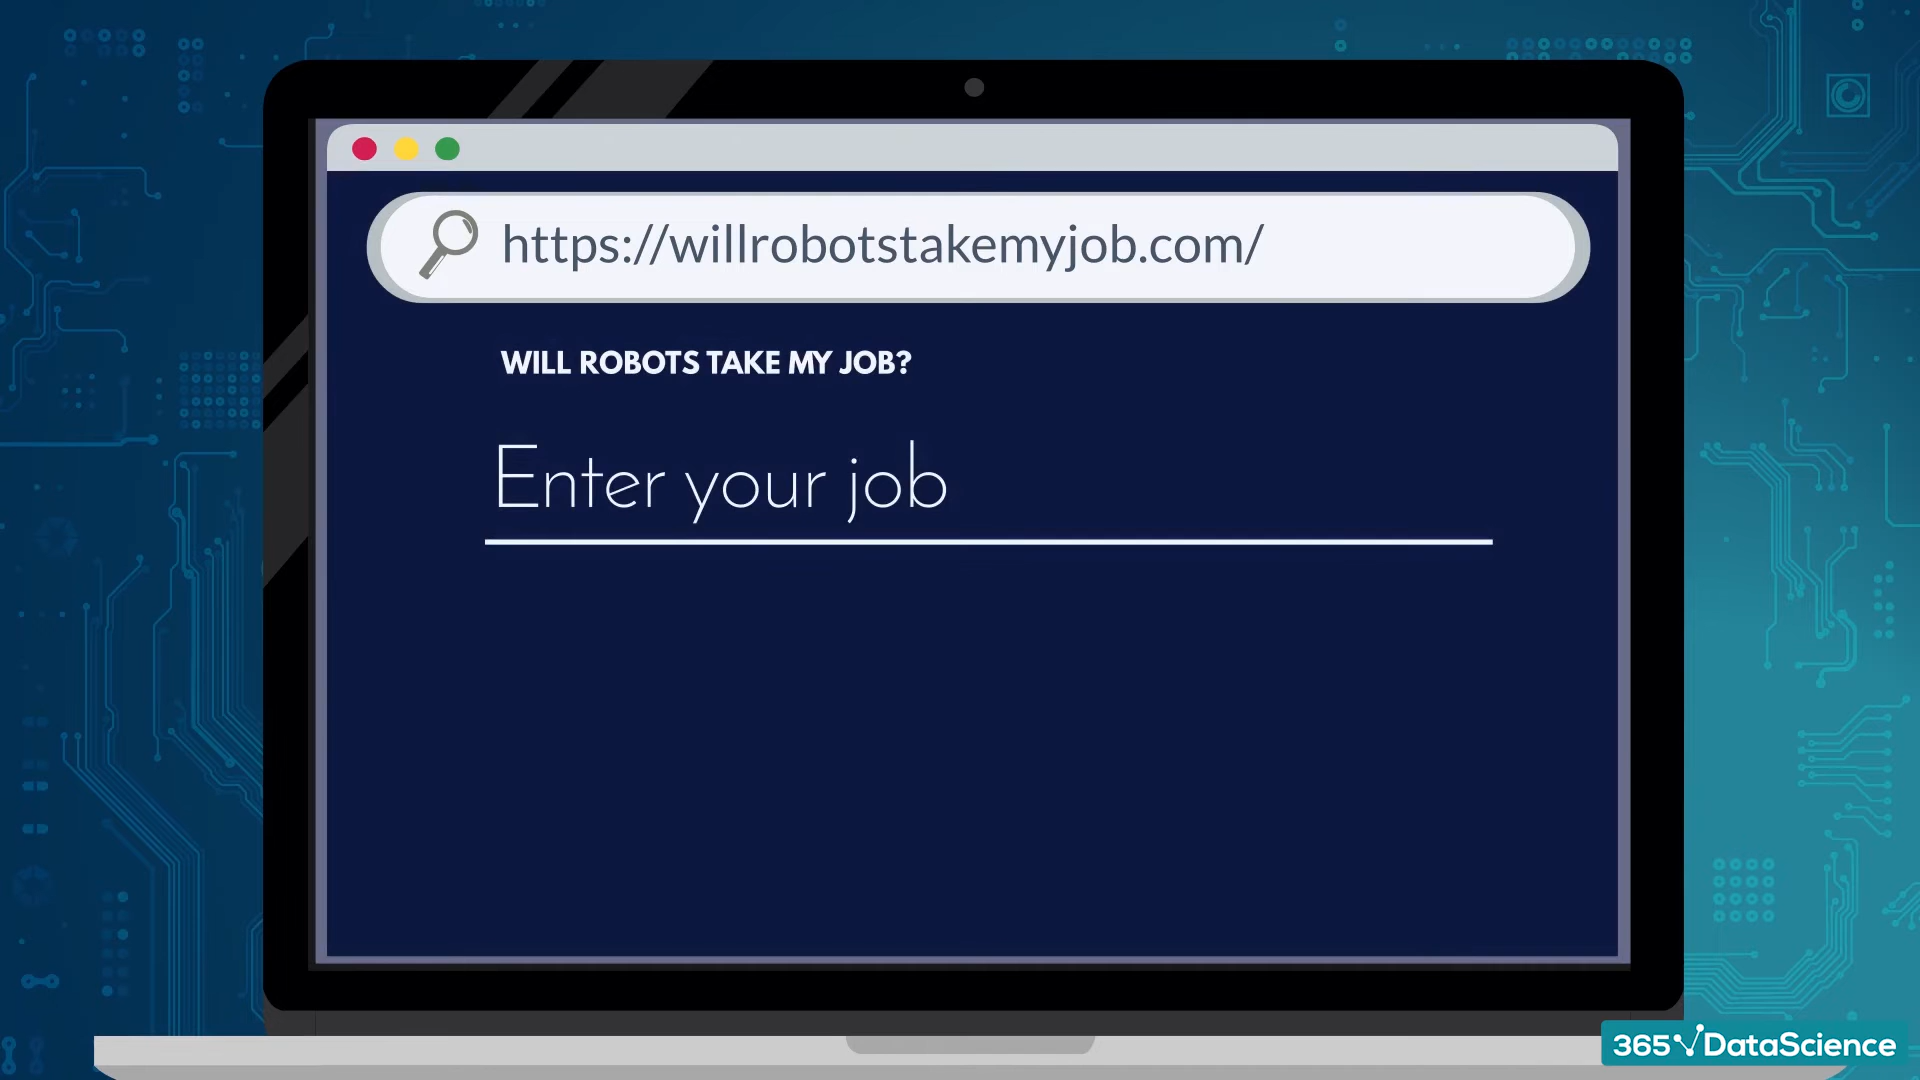 https://willrobotstakemyjob.com/
WILL ROBOTS TAKE MY JOB?
Enter your job
365 DataScience